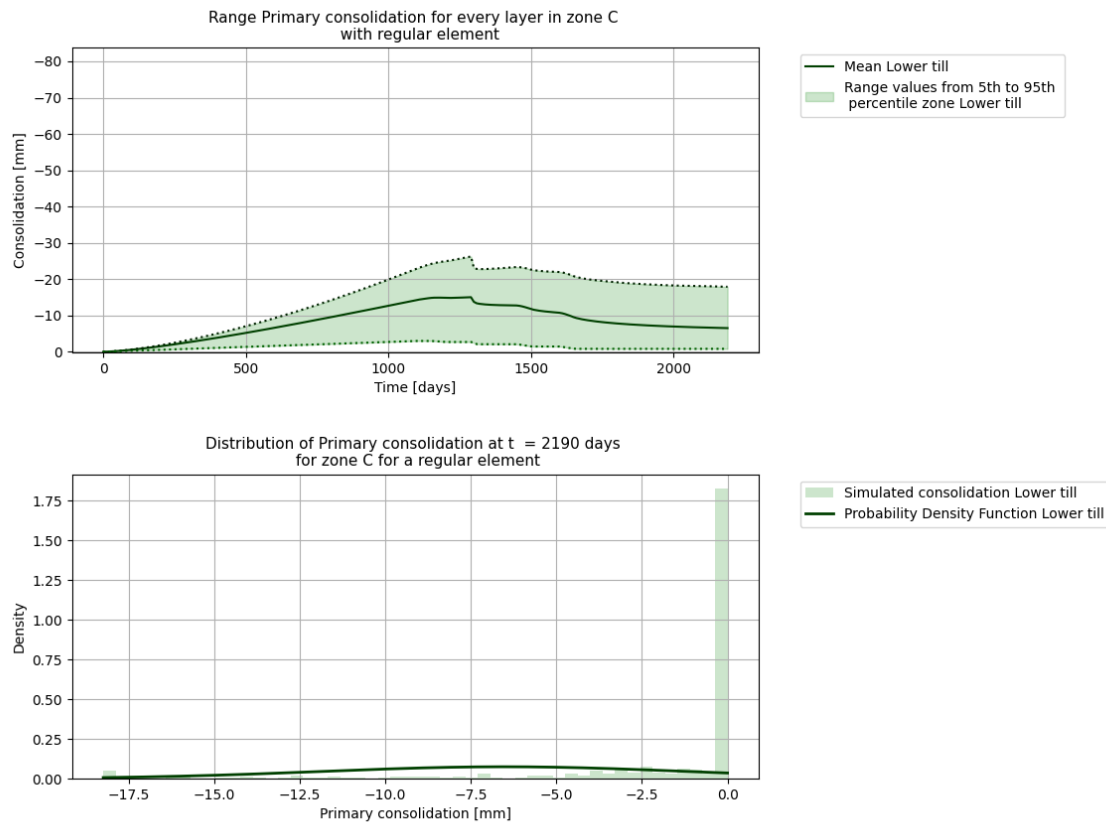 Range Primary consolidation for every layer in zone C
with regular element
−80
−70
−60
−50
−40
−30
−20
−10
0
Consolidation [mm]
0 500 1000 1500 2000
Time [days]
Mean Lower till
Range values from 5th to 95th
percentile zone Lower till
Distribution of Primary consolidation at t = 2190 days
for zone C for a regular element
1.75
1.50
1.25
1.00
0.75
0.50
0.25
0.00
Density
−17.5 −15.0 −12.5 −10.0 −7.5 −5.0 −2.5 0.0
Primary consolidation [mm]
Simulated consolidation Lower till
Probability Density Function Lower till